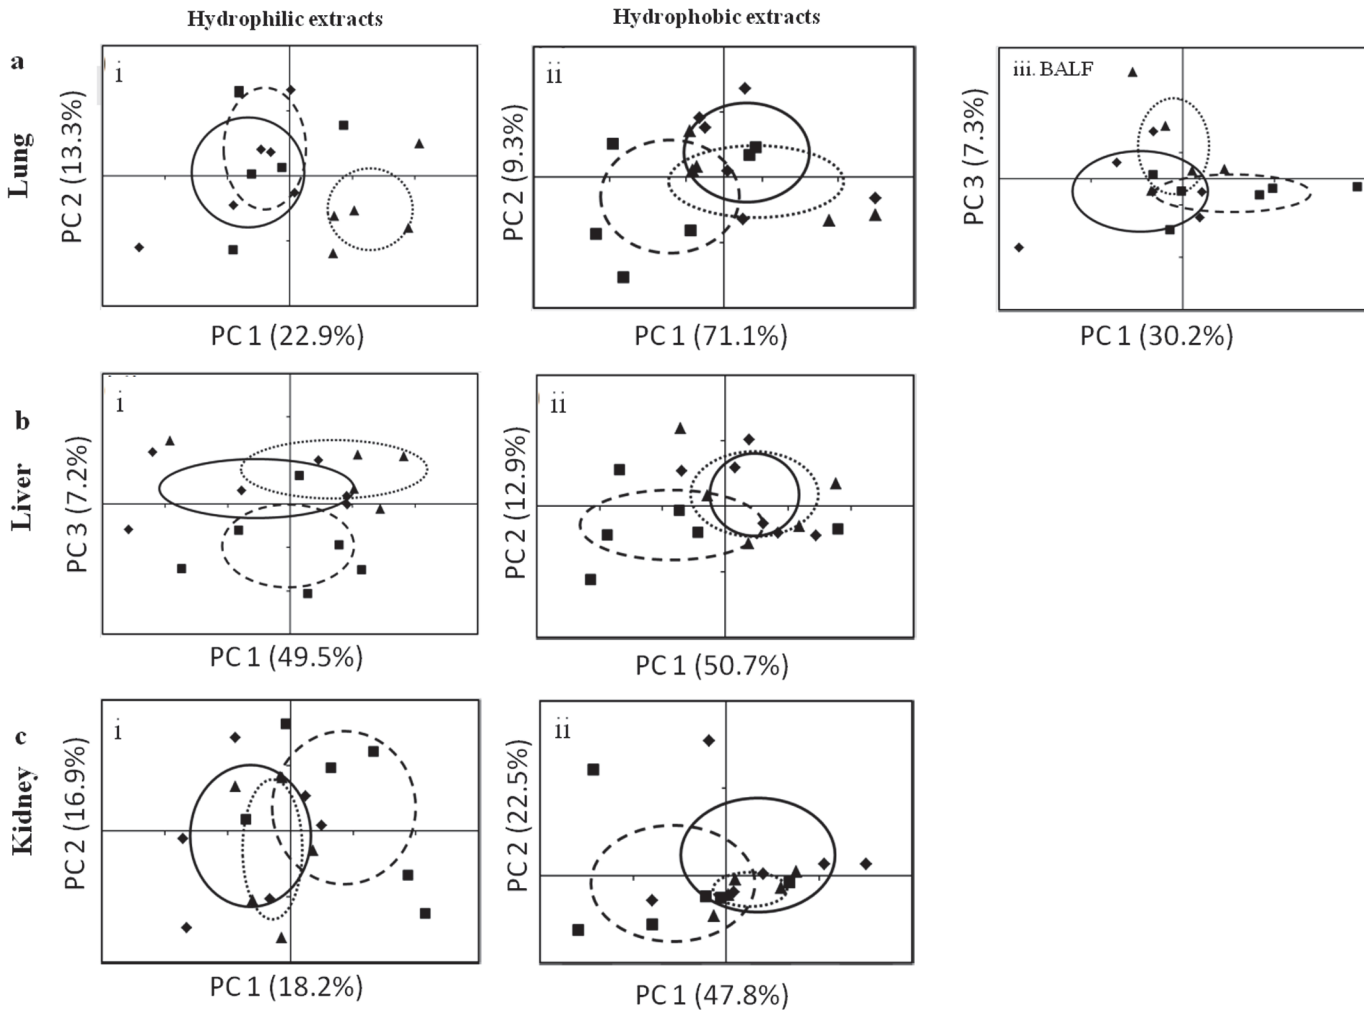 Hydrophilic extracts
Hydrophobic extracts
a
Lung
i
PC 2 (13.3%)
PC 1 (22.9%)
ii
PC 2 (9.3%)
PC 1 (71.1%)
iii. BALF
PC 3 (7.3%)
PC 1 (30.2%)
b
Liver
i
PC 3 (7.2%)
PC 1 (49.5%)
ii
PC 2 (12.9%)
PC 1 (50.7%)
c
Kidney
i
PC 2 (16.9%)
PC 1 (18.2%)
ii
PC 2 (22.5%)
PC 1 (47.8%)